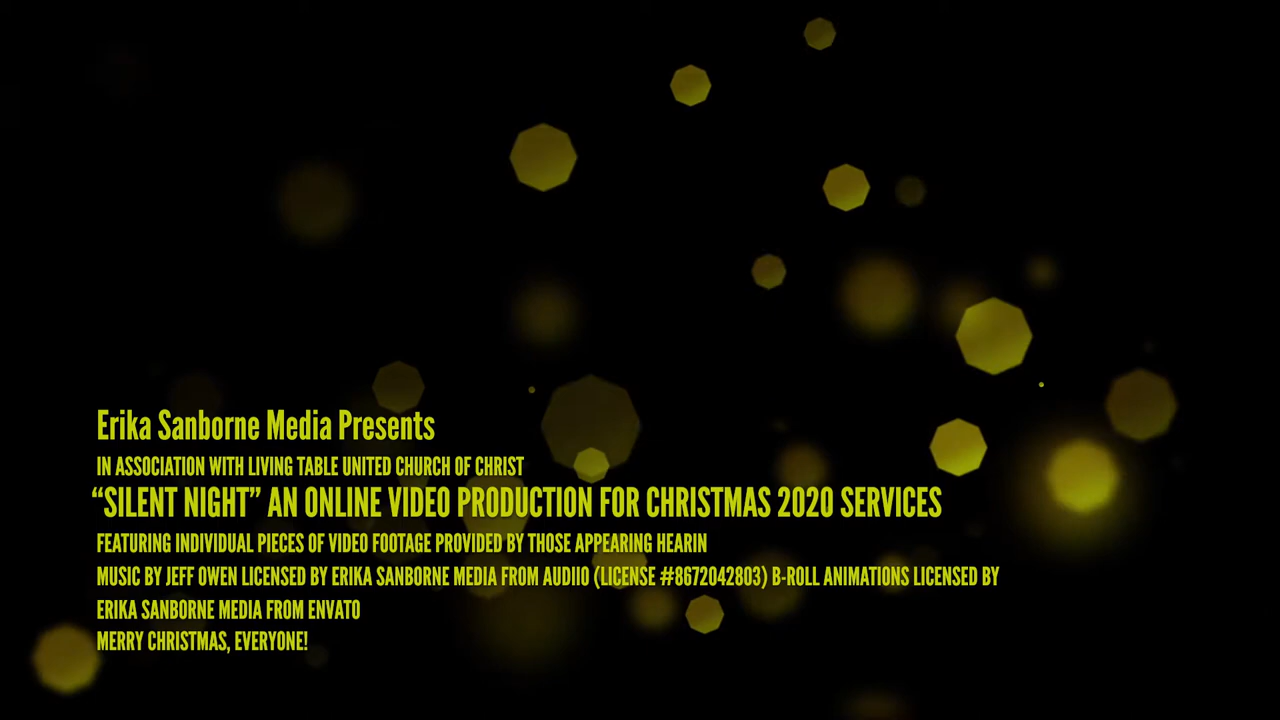 Erika Sanborne Media Presents
IN ASSOCIATION WITH LIVING TABLE UNITED CHURCH OF CHRIST
“SILENT NIGHT” AN ONLINE VIDEO PRODUCTION FOR CHRISTMAS 2020 SERVICES
FEATURING INDIVIDUAL PIECES OF VIDEO FOOTAGE PROVIDED BY THOSE APPEARING HEARIN
MUSIC BY JEFF OWEN LICENSED BY ERIKA SANBORNE MEDIA FROM AUDIIO (LICENSE #8672042803) B-ROLL ANIMATIONS LICENSED BY
ERIKA SANBORNE MEDIA FROM ENVATO
MERRY CHRISTMAS, EVERYONE!